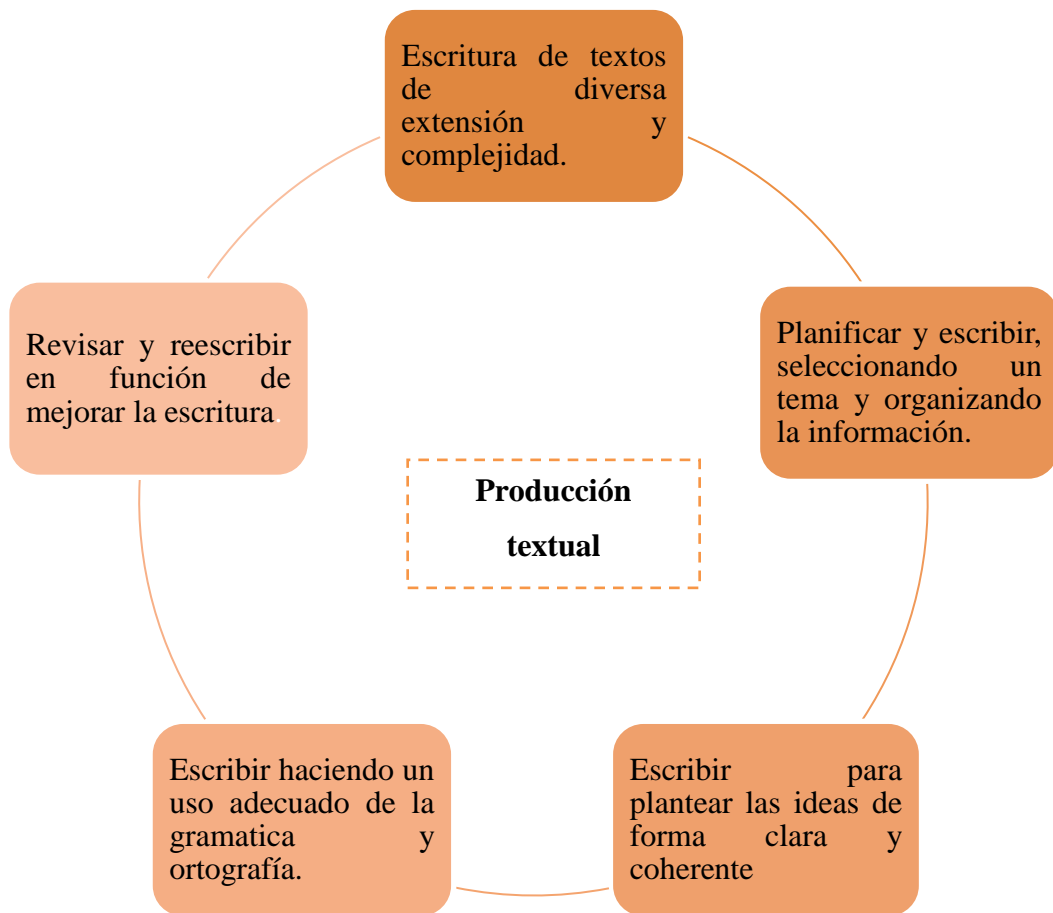 Escritura de textos
de diversa
extensión y
complejidad.
Planificar y escribir,
seleccionando un
tema y organizando
la información.
Escribir para
plantear las ideas de
forma clara y
coherente
Escribir haciendo un
uso adecuado de la
gramatica y
ortografía.
Revisar y reescribir
en función de
mejorar la escritura.
Producción
textual